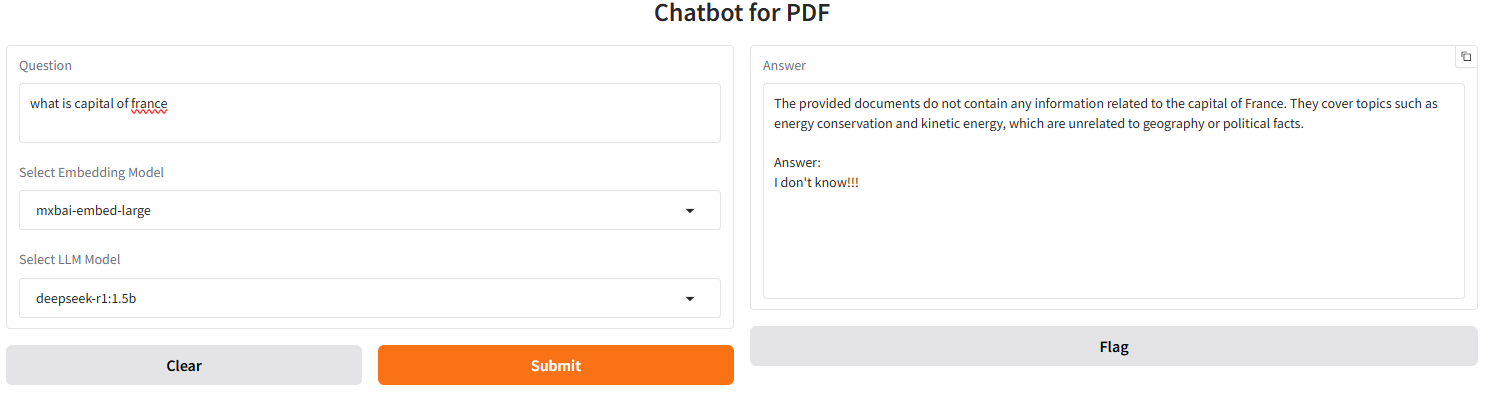 Chatbot for PDF
Question
what is capital of france
Select Embedding Model
mxbai-embed-large
Select LLM Model
deepseek-r1:1.5b
Clear
Submit
Answer
The provided documents do not contain any information related to the capital of France. They cover topics such as
energy conservation and kinetic energy, which are unrelated to geography or political facts.
Answer:
I don't know!!!
Flag